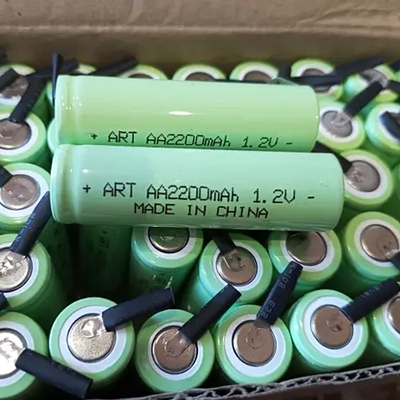 + ART AA2200mAh 1.2V -
+ ART AA2200mAh 1.2V -
MADE IN CHINA